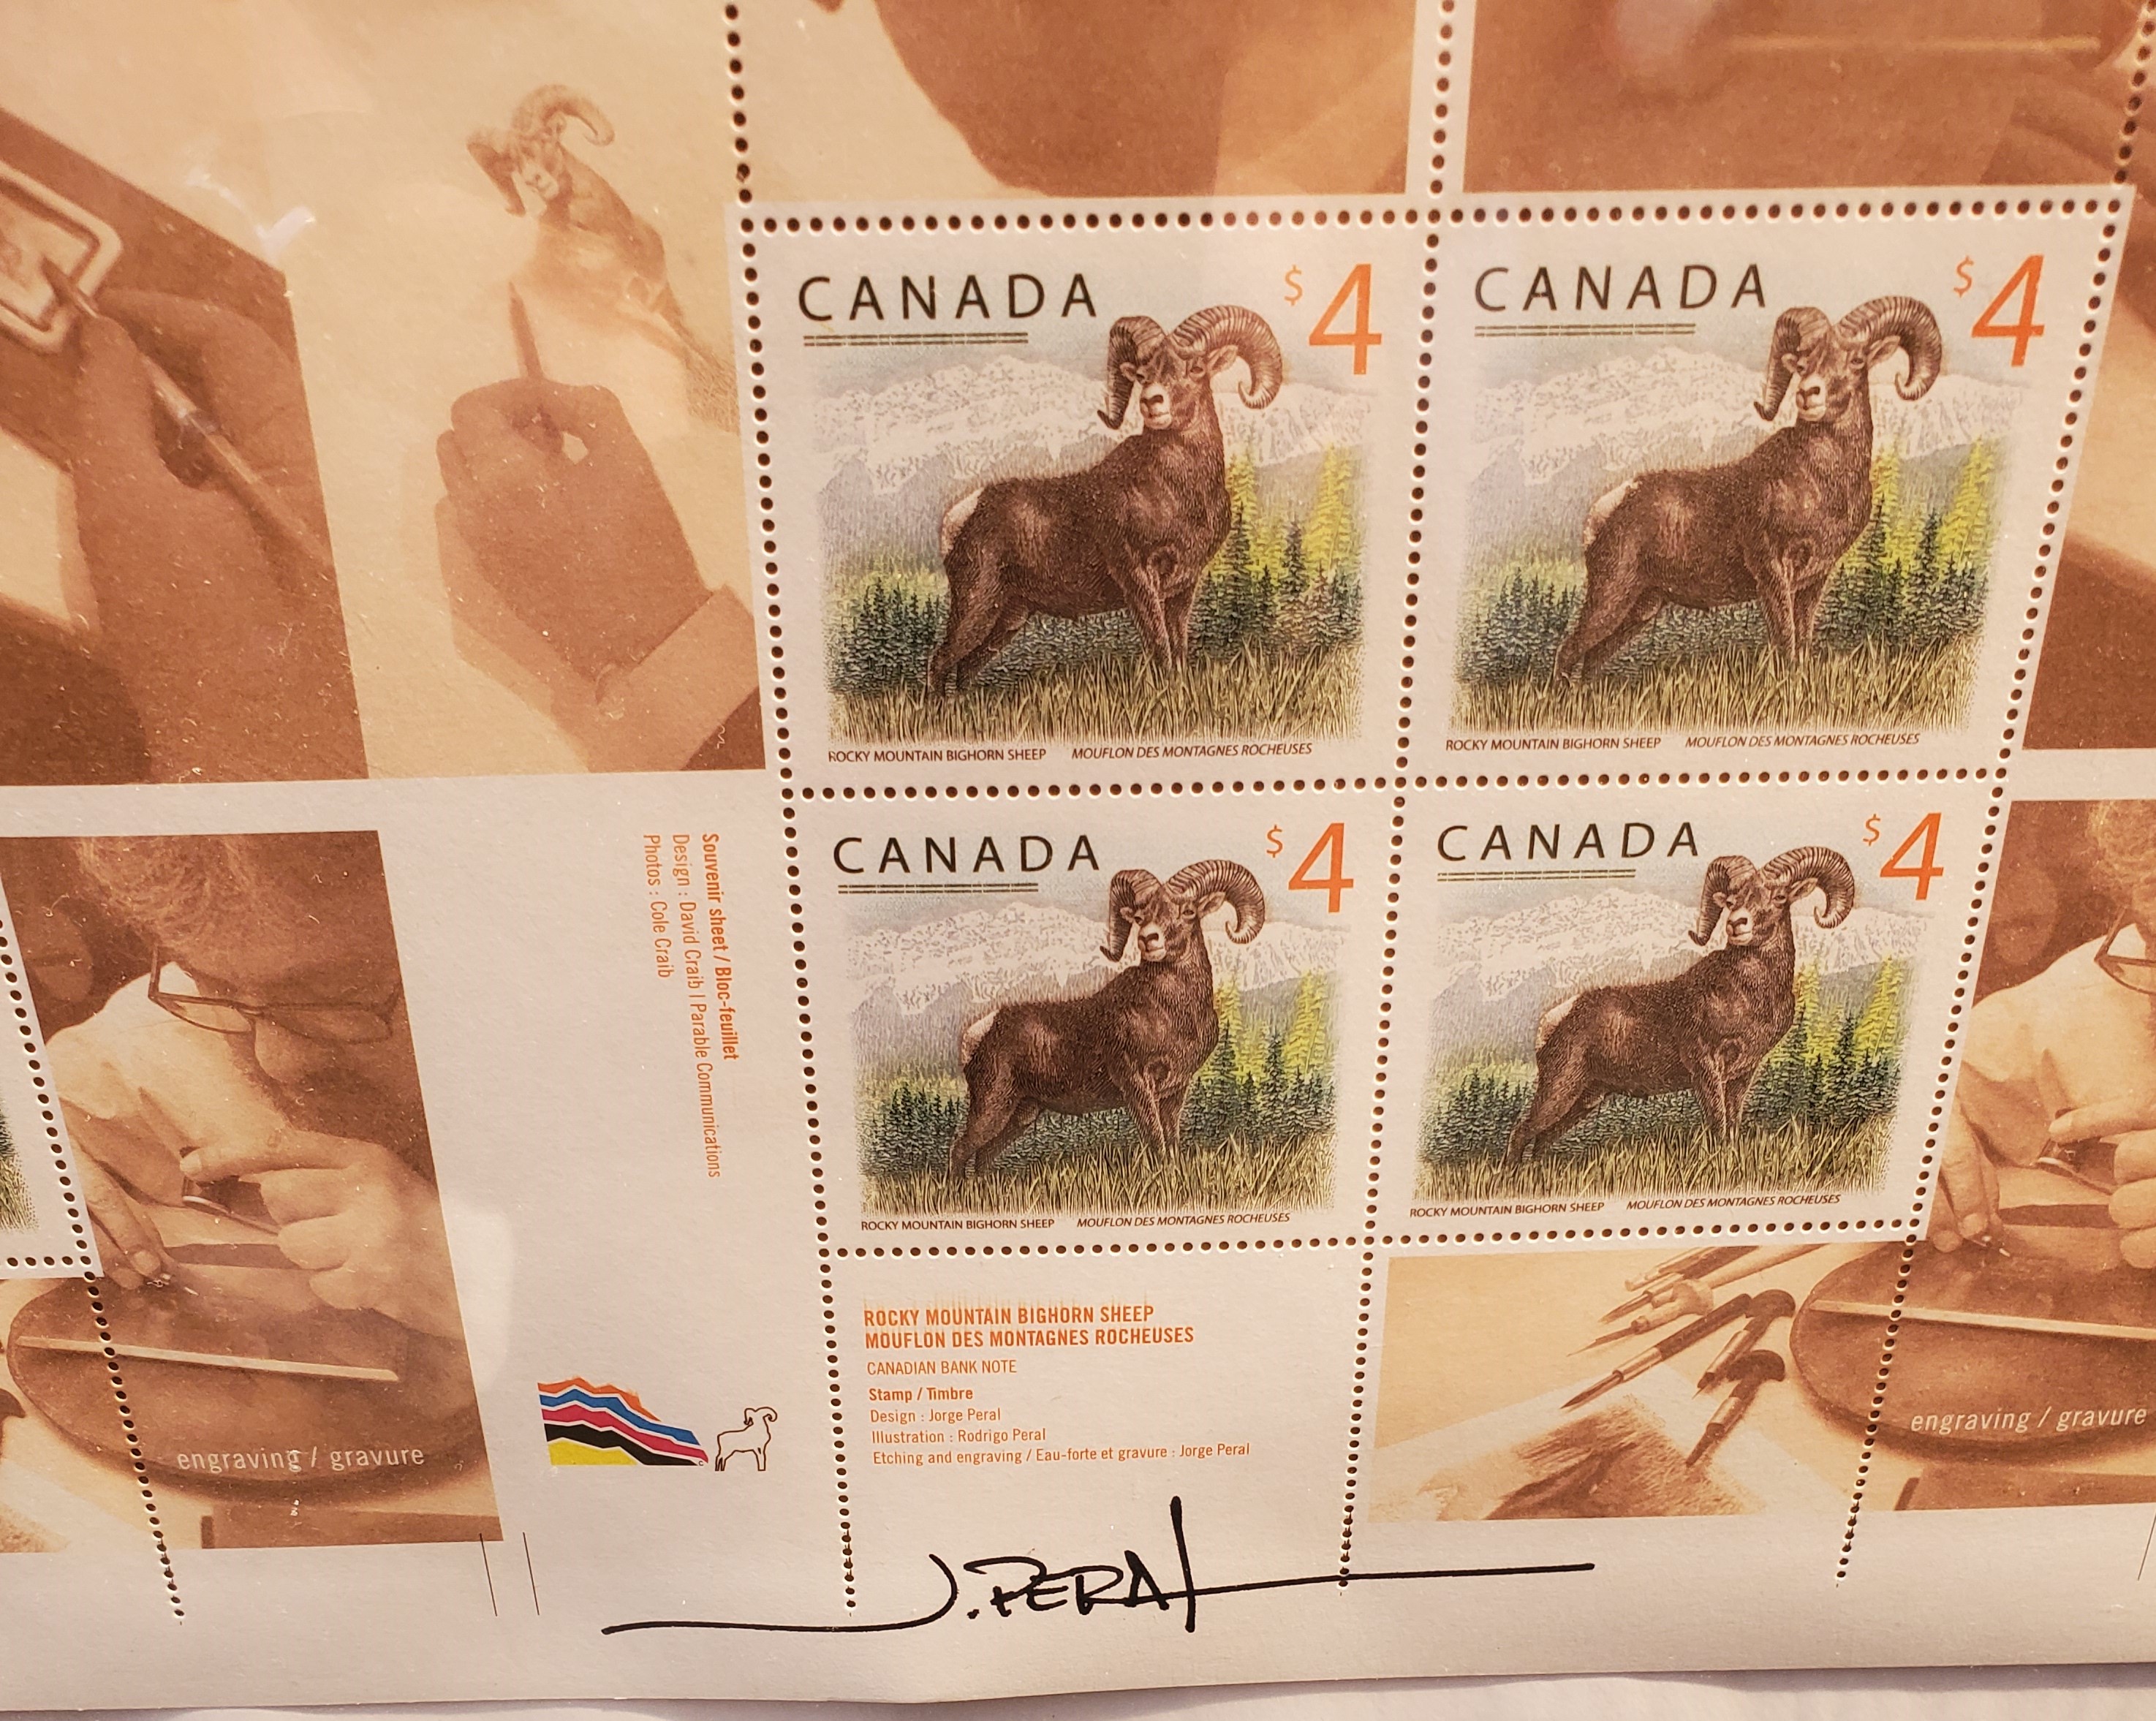 CANADA $4
ROCKY MOUNTAIN BIGHORN SHEEP MOUFLON DES MONTAGNES ROCHEUSES
CANADA $4
ROCKY MOUNTAIN BIGHORN SHEEP MOUFLON DES MONTAGNES ROCHEUSES
Souvenir sheet / Bloc-feuillet
Design : David Craib | Parable Communications
Photos : Cole Craib
CANADA $4
ROCKY MOUNTAIN BIGHORN SHEEP MOUFLON DES MONTAGNES ROCHEUSES
CANADA $4
ROCKY MOUNTAIN BIGHORN SHEEP MOUFLON DES MONTAGNES ROCHEUSES
engraving / gravure
ROCKY MOUNTAIN BIGHORN SHEEP
MOUFLON DES MONTAGNES ROCHEUSES
CANADIAN BANK NOTE
Stamp / Timbre
Design : Jorge Peral
Illustration : Rodrigo Peral
Etching and engraving / Eau-forte et gravure : Jorge Peral
engraving / gravure
J. PERAL